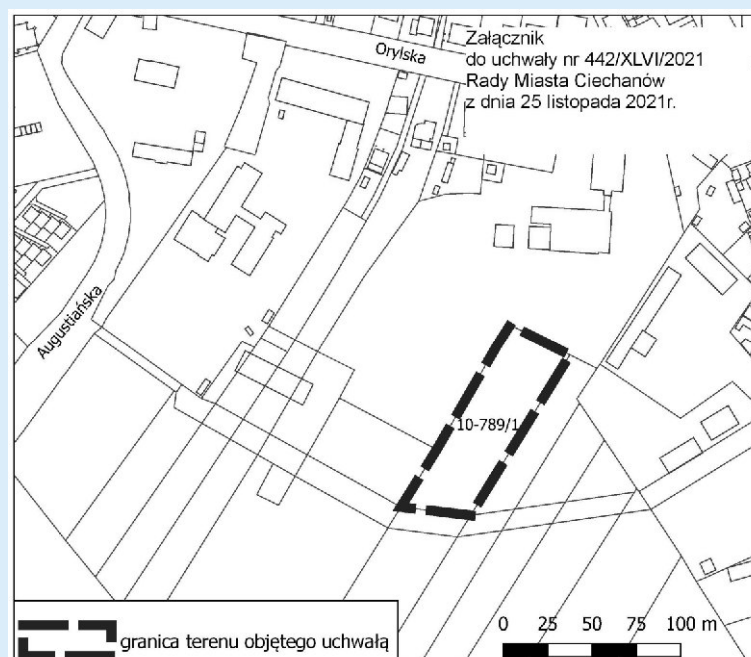 Załącznik
do uchwały nr 442/XLVI/2021
Rady Miasta Ciechanów
z dnia 25 listopada 2021r.
Orylska
Augustiańska
10-789/1
granica terenu objętego uchwałą
0 25 50 75 100 m